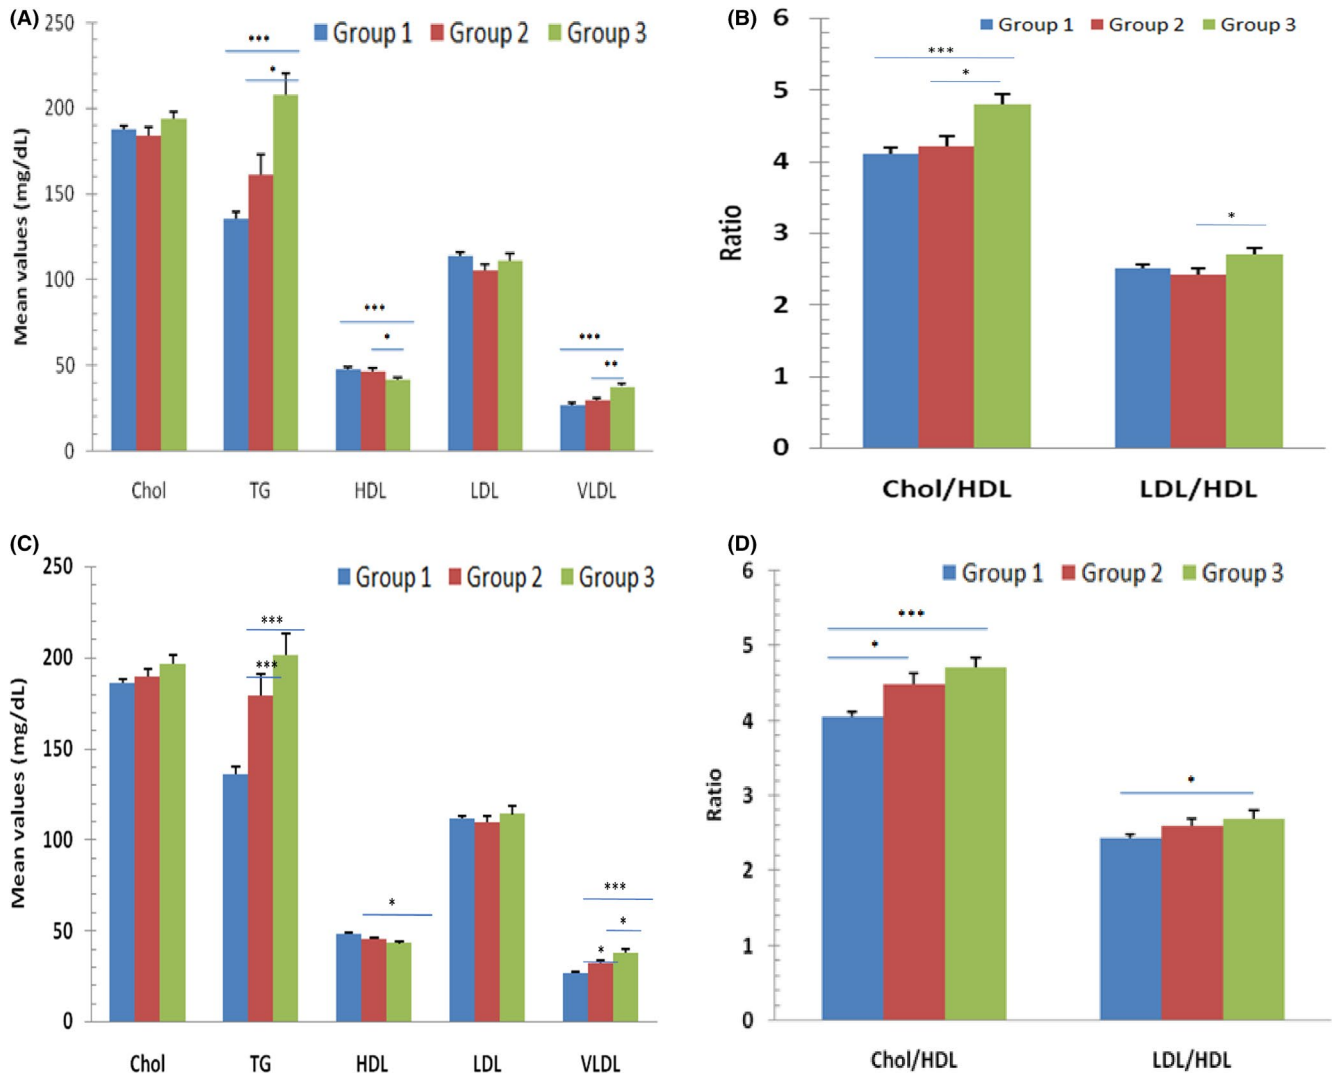 (A)
250
200
150
100
50
0
Mean values (mg/dL)
Group 1 Group 2 Group 3
***
*
***
*
***
**
Chol TG HDL LDL VLDL
(B)
6
5
4
3
2
1
0
Ratio
Group 1 Group 2 Group 3
***
*
*
Chol/HDL LDL/HDL
(C)
250
200
150
100
50
0
Mean values (mg/dL)
Group 1 Group 2 Group 3
***
***
*
***
*
*
Chol TG HDL LDL VLDL
(D)
6
5
4
3
2
1
0
Ratio
Group 1 Group 2 Group 3
***
*
*
Chol/HDL LDL/HDL